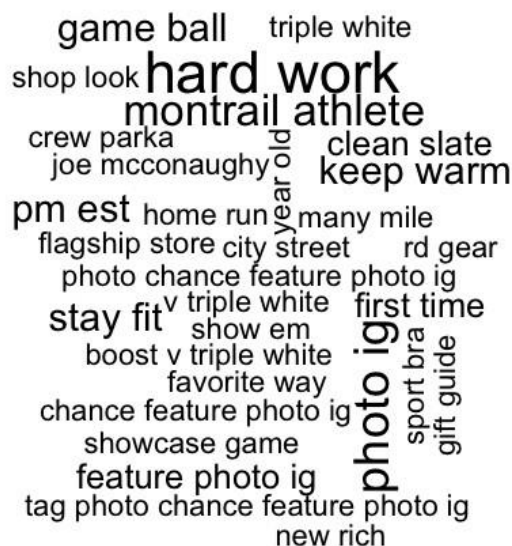 game ball
triple white
shop look
hard work
montrail athlete
crew parka
joe mcconaughy
year old
clean slate
keep warm
pm est
home run
many mile
flagship store
city street
rd gear
photo chance feature photo ig
v triple white
first time
stay fit
show em
boost v triple white
photo ig
sport bra
gift guide
favorite way
chance feature photo ig
showcase game
feature photo ig
tag photo chance feature photo ig
new rich